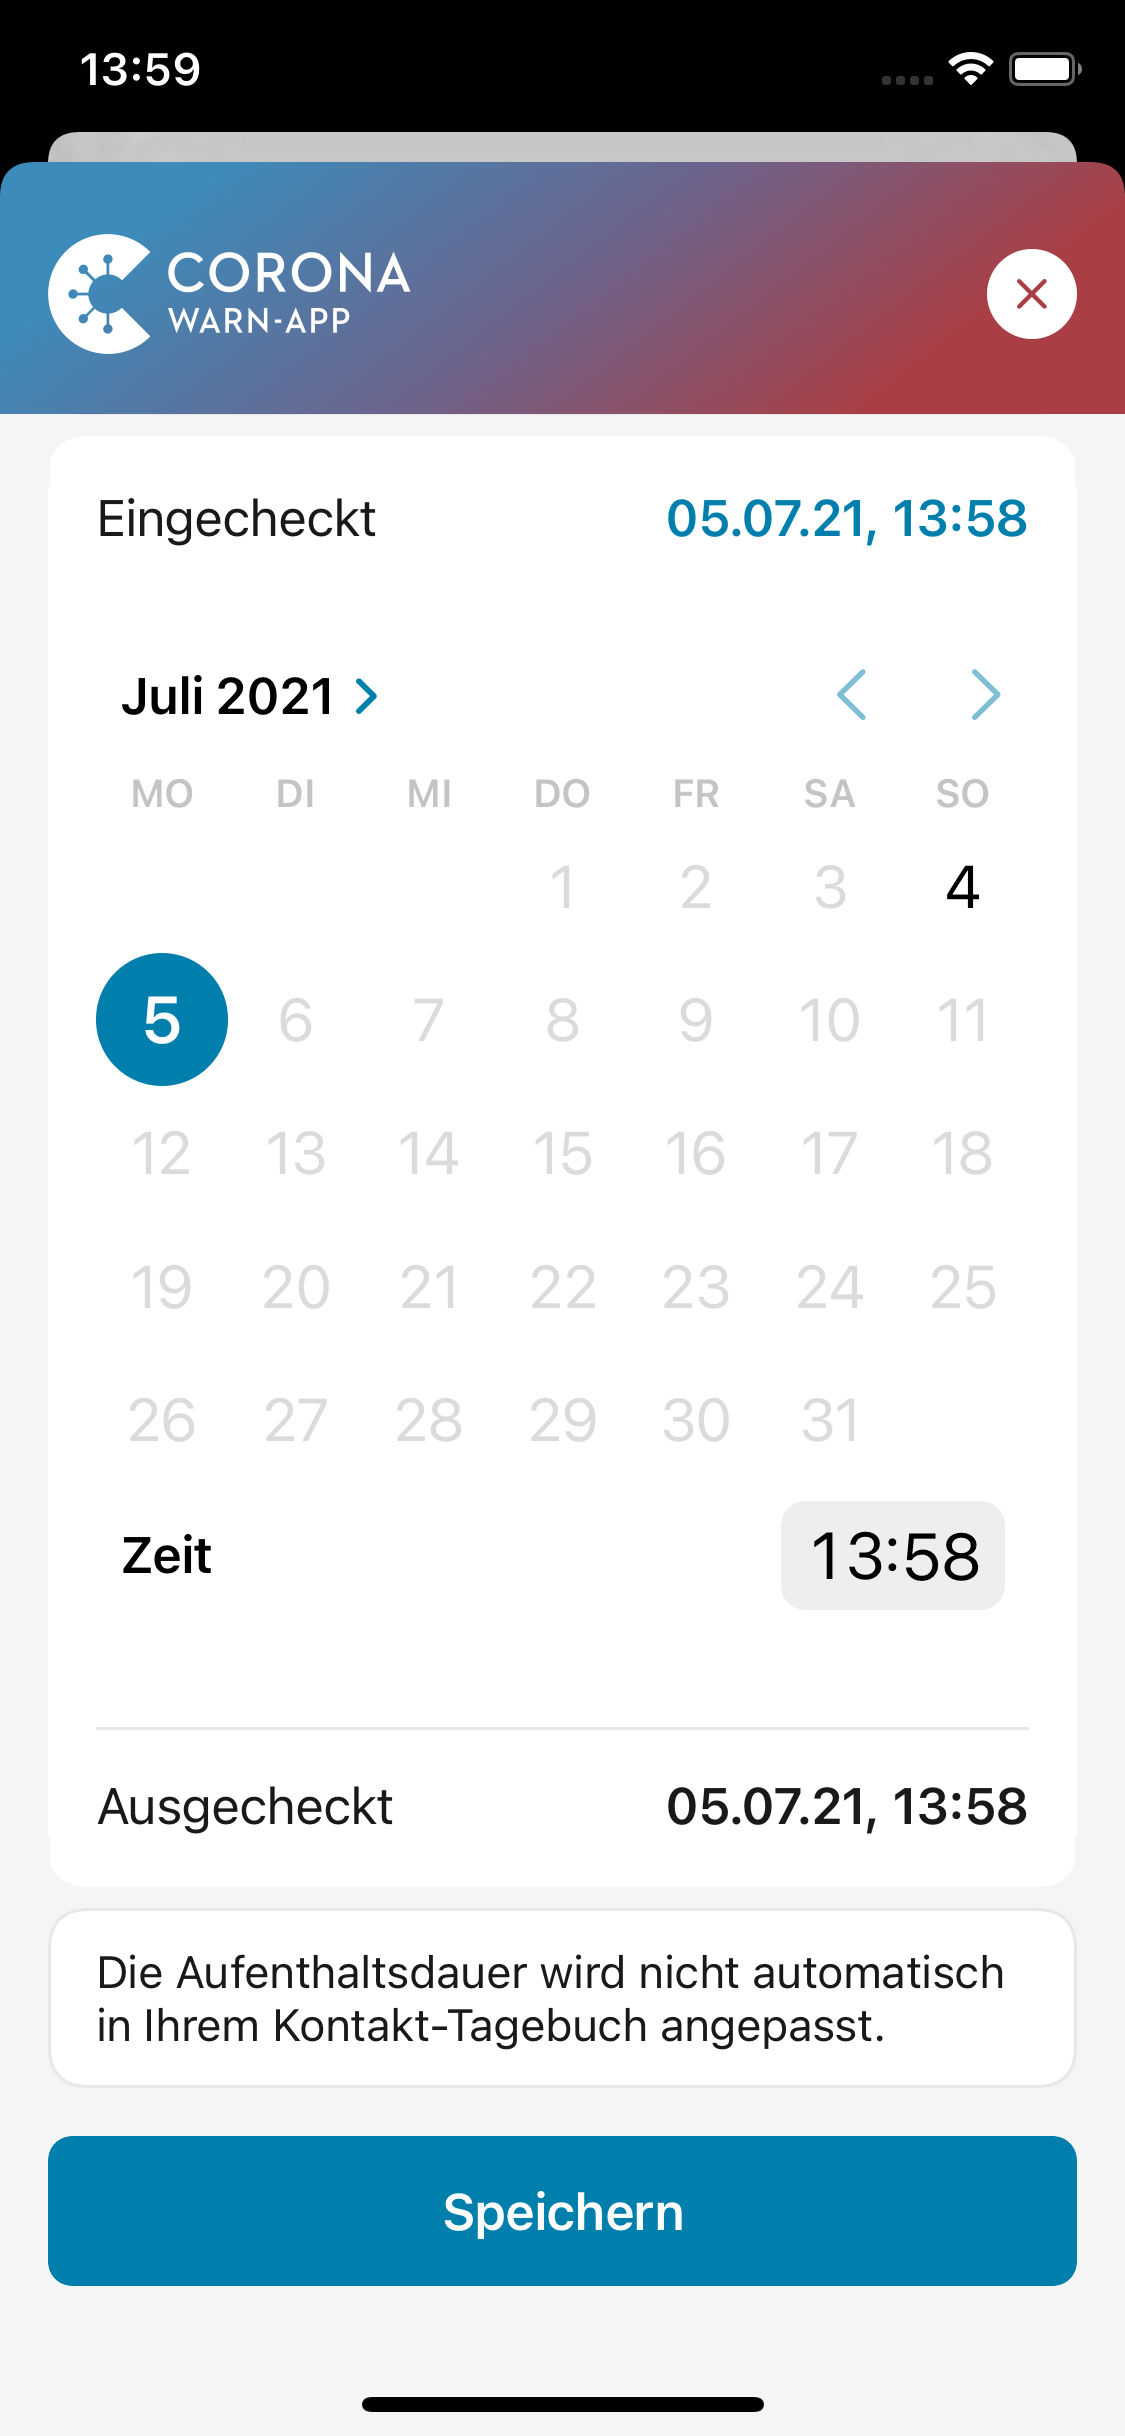 13:59
CORONA
WARN-APP
Eingecheckt 05.07.21, 13:58
Juli 2021
MO DI MI DO FR SA SO
1 2 3 4
5 6 7 8 9 10 11
12 13 14 15 16 17 18
19 20 21 22 23 24 25
26 27 28 29 30 31
Zeit 13:58
Ausgecheckt 05.07.21, 13:58
Die Aufenthaltsdauer wird nicht automatisch
in Ihrem Kontakt-Tagebuch angepasst.
Speichern